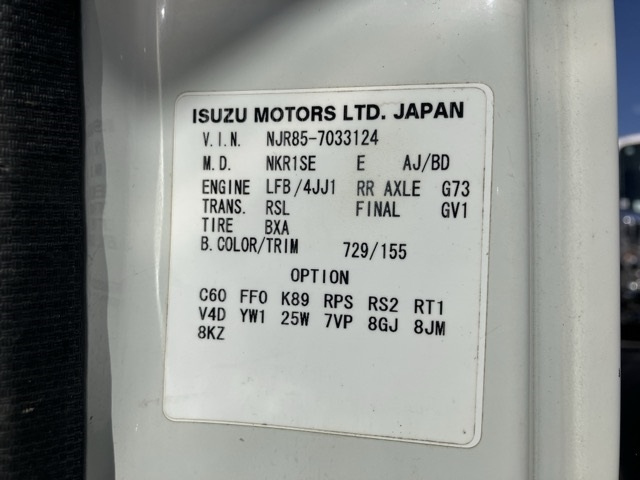 ISUZU MOTORS LTD. JAPAN
V.I.N. NJR85-7033124
M.D. NKR1SE E AJ/BD
ENGINE LFB/4JJ1 RR AXLE G73
TRANS. RSL FINAL GV1
TIRE BXA
B.COLOR/TRIM 729/155
OPTION
C60 FF0 K89 RPS RS2 RT1
V4D YW1 25W 7VP 8GJ 8JM
8KZ